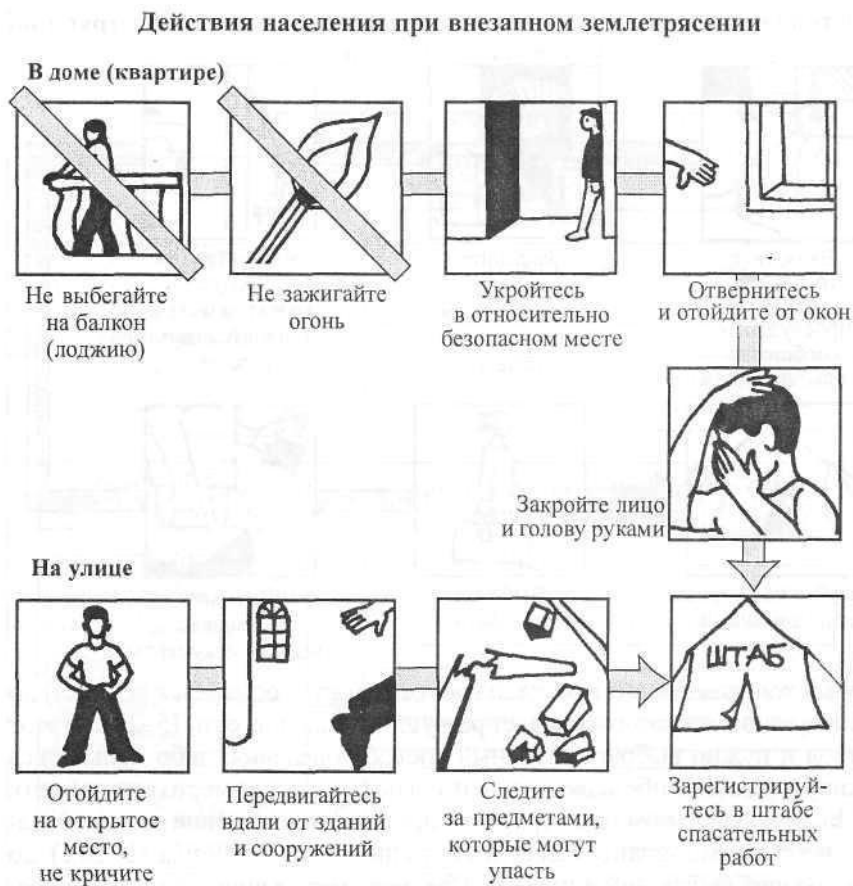 Действия населения при внезапном землетрясении
В доме (квартире)
Не выбегайте
на балкон
(лоджию)
Не зажигайте
огонь
Укройтесь
в относительно
безопасном месте
Отвернитесь
и отойдите от окон
Закройте лицо
и голову руками
На улице
Отойдите
на открытое
место,
не кричите
Передвигайтесь
вдали от зданий
и сооружений
Следите
за предметами,
которые могут
упасть
ШТАБ
Зарегистрируй-
тесь в штабе
спасательных
работ